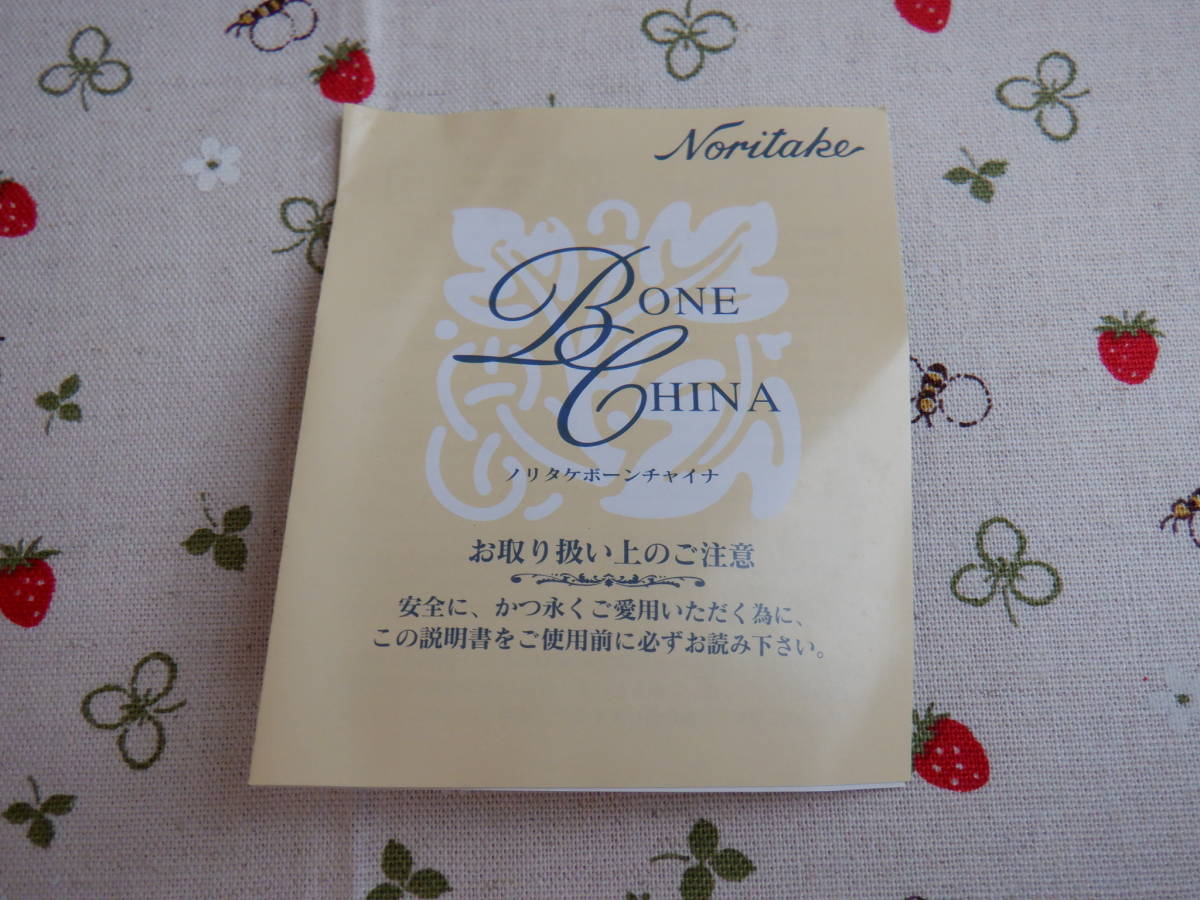 Noritake
BONE
CHINA
ノリタケボーンチャイナ
お取り扱い上のご注意
安全に、かつ永くご愛用いただく為に、
この説明書をご使用前に必ずお読み下さい。